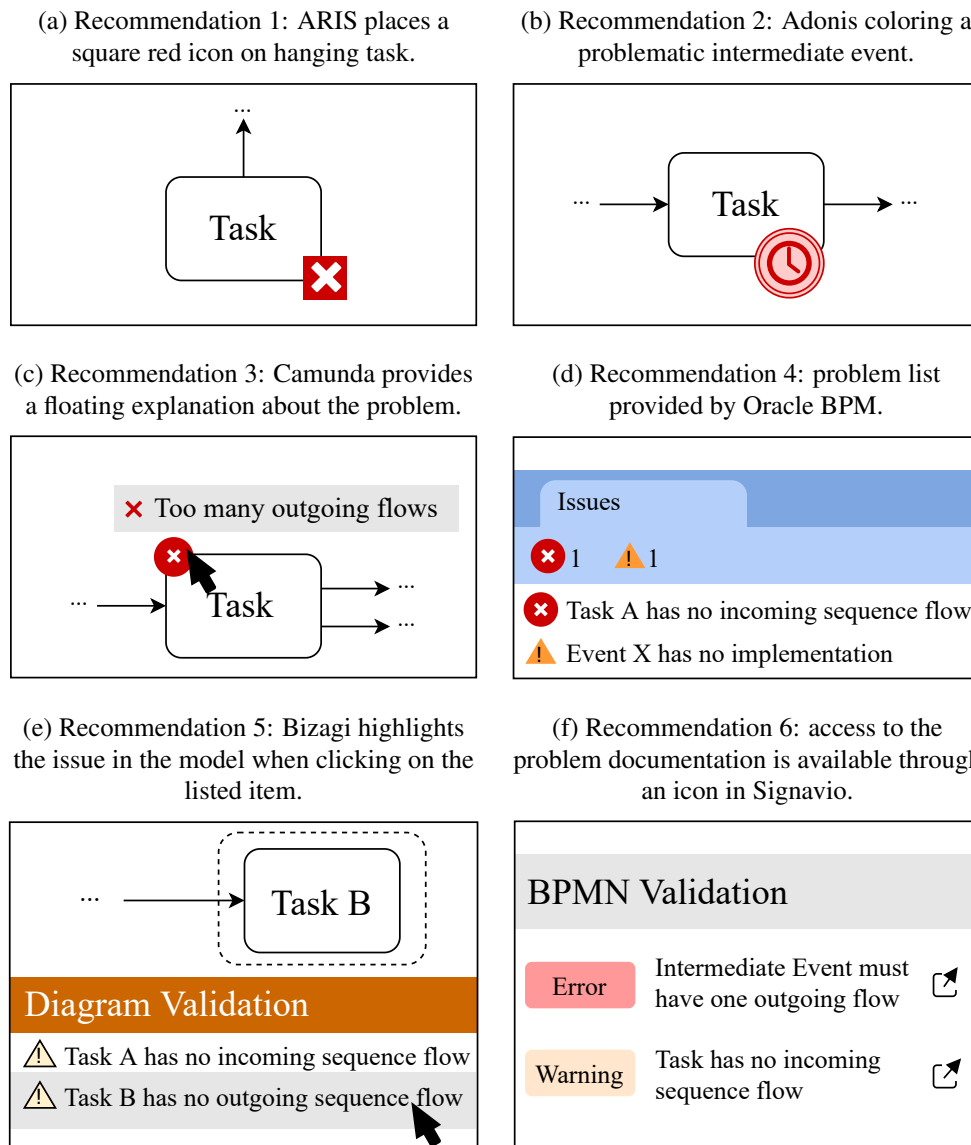 (a) Recommendation 1: ARIS places a
square red icon on hanging task.
(b) Recommendation 2: Adonis coloring a
problematic intermediate event.
...
Task
...
Task
...
(c) Recommendation 3: Camunda provides
a floating explanation about the problem.
(d) Recommendation 4: problem list
provided by Oracle BPM.
Too many outgoing flows
...
Task
...
...
Issues
1
! 1
Task A has no incoming sequence flow
! Event X has no implementation
(e) Recommendation 5: Bizagi highlights
the issue in the model when clicking on the
listed item.
(f) Recommendation 6: access to the
problem documentation is available through
an icon in Signavio.
...
Task B
Diagram Validation
! Task A has no incoming sequence flow
! Task B has no outgoing sequence flow
BPMN Validation
Error
Intermediate Event must
have one outgoing flow
Warning
Task has no incoming
sequence flow